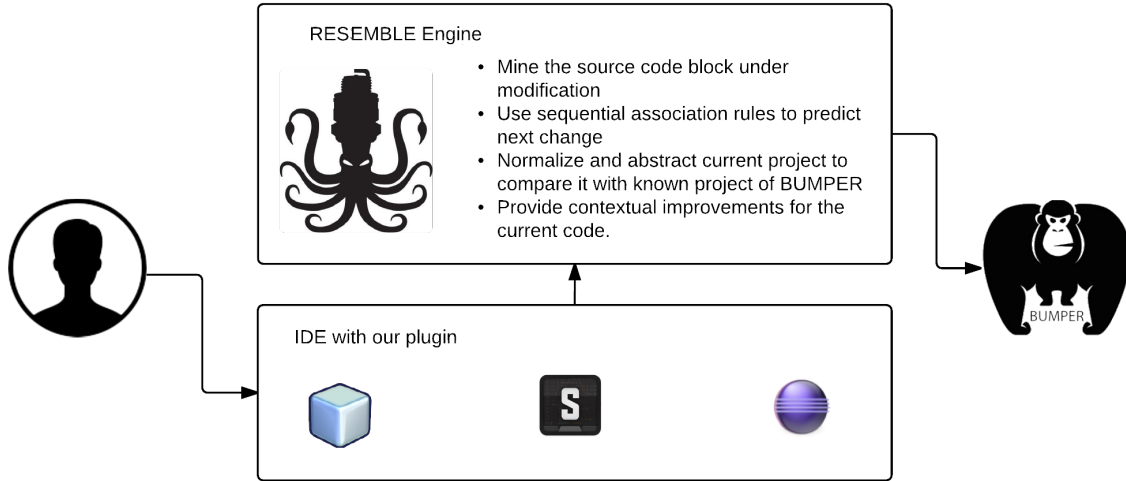 RESEMBLE Engine
• Mine the source code block under
modification
• Use sequential association rules to predict
next change
• Normalize and abstract current project to
compare it with known project of BUMPER
• Provide contextual improvements for the
current code.
BUMPER
IDE with our plugin
S